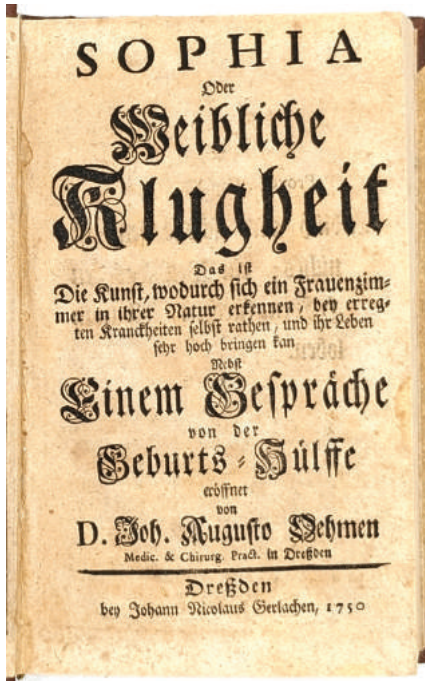 SOPHIA
Oder
Weibliche
Klugheit
Das ist
Die Kunst, wodurch sich ein Frauenzim-
mer in ihrer Natur erkennen, bey erreg-
ten Kranckheiten selbst rathen, und ihr Leben
sehr hoch bringen kan
Nebst
Einem Gespräche
von der
Geburts-Hülffe
eröffnet
von
D. Joh. Augusto Oehmen
Medic. & Chirurg. Pract. in Dreßden
Dreßden
bey Johann Nicolaus Gerlachen, 1750